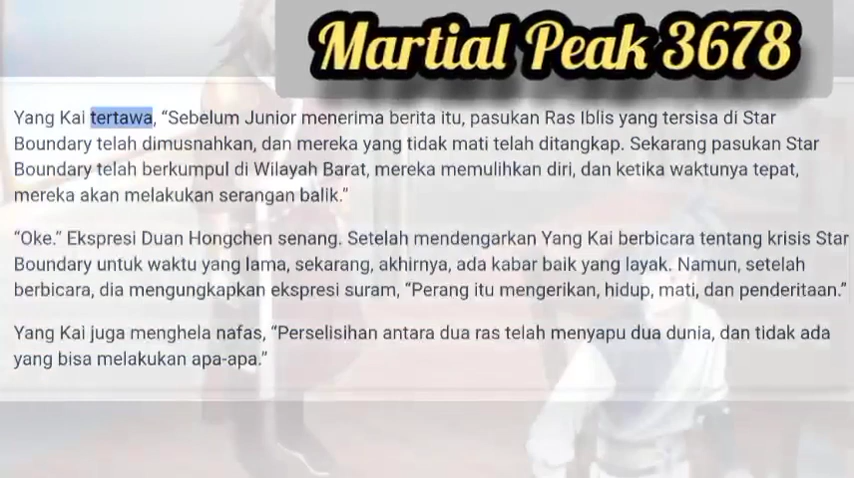 Martial Peak 3678
Yang Kai tertawa, “Sebelum Junior menerima berita itu, pasukan Ras Iblis yang tersisa di Star
Boundary telah dimusnahkan, dan mereka yang tidak mati telah ditangkap. Sekarang pasukan Star
Boundary telah berkumpul di Wilayah Barat, mereka memulihkan diri, dan ketika waktunya tepat,
mereka akan melakukan serangan balik.”
“Oke.” Ekspresi Duan Hongchen senang. Setelah mendengarkan Yang Kai berbicara tentang krisis Star
Boundary untuk waktu yang lama, sekarang, akhirnya, ada kabar baik yang layak. Namun, setelah
berbicara, dia mengungkapkan ekspresi suram, “Perang itu mengerikan, hidup, mati, dan penderitaan.”
Yang Kai juga menghela nafas, “Perselisihan antara dua ras telah menyapu dua dunia, dan tidak ada
yang bisa melakukan apa-apa.”